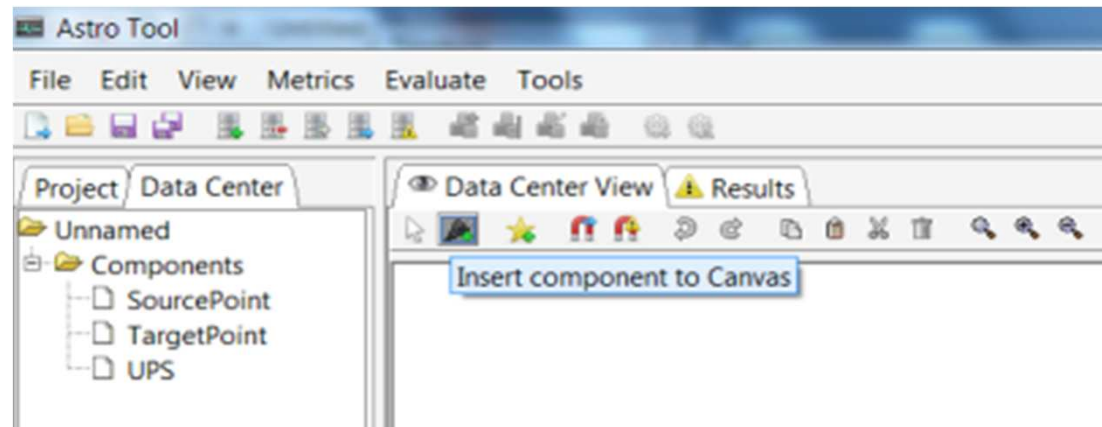 Astro Tool
File Edit View Metrics Evaluate Tools
Project Data Center
Data Center View Results
Unnamed
Components
SourcePoint
TargetPoint
UPS
Insert component to Canvas